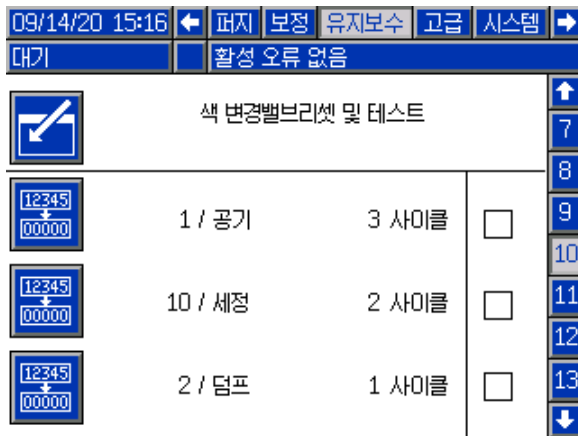 09/14/20 15:16 퍼지 보정 유지보수 고급 시스템
대기 활성 오류 없음
색 변경밸브리셋 및 테스트
7
8
12345
00000
1 / 공기 3 사이클
9
10
12345
00000
10 / 세정 2 사이클
11
12
12345
00000
2 / 덤프 1 사이클
13